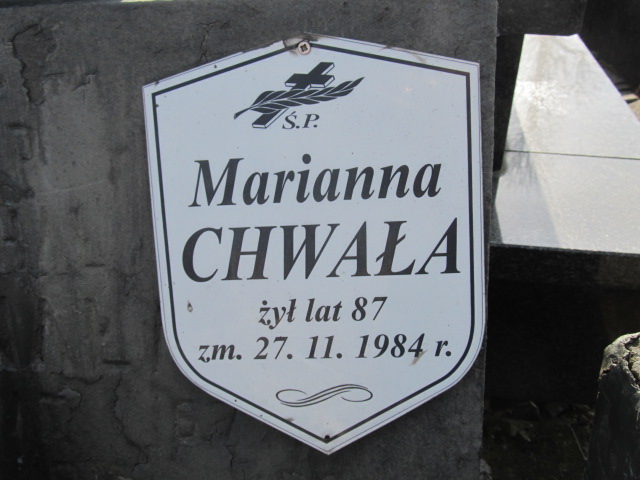 Ś.P.
Marianna
CHWAŁA
żył lat 87
zm. 27. 11. 1984 r.